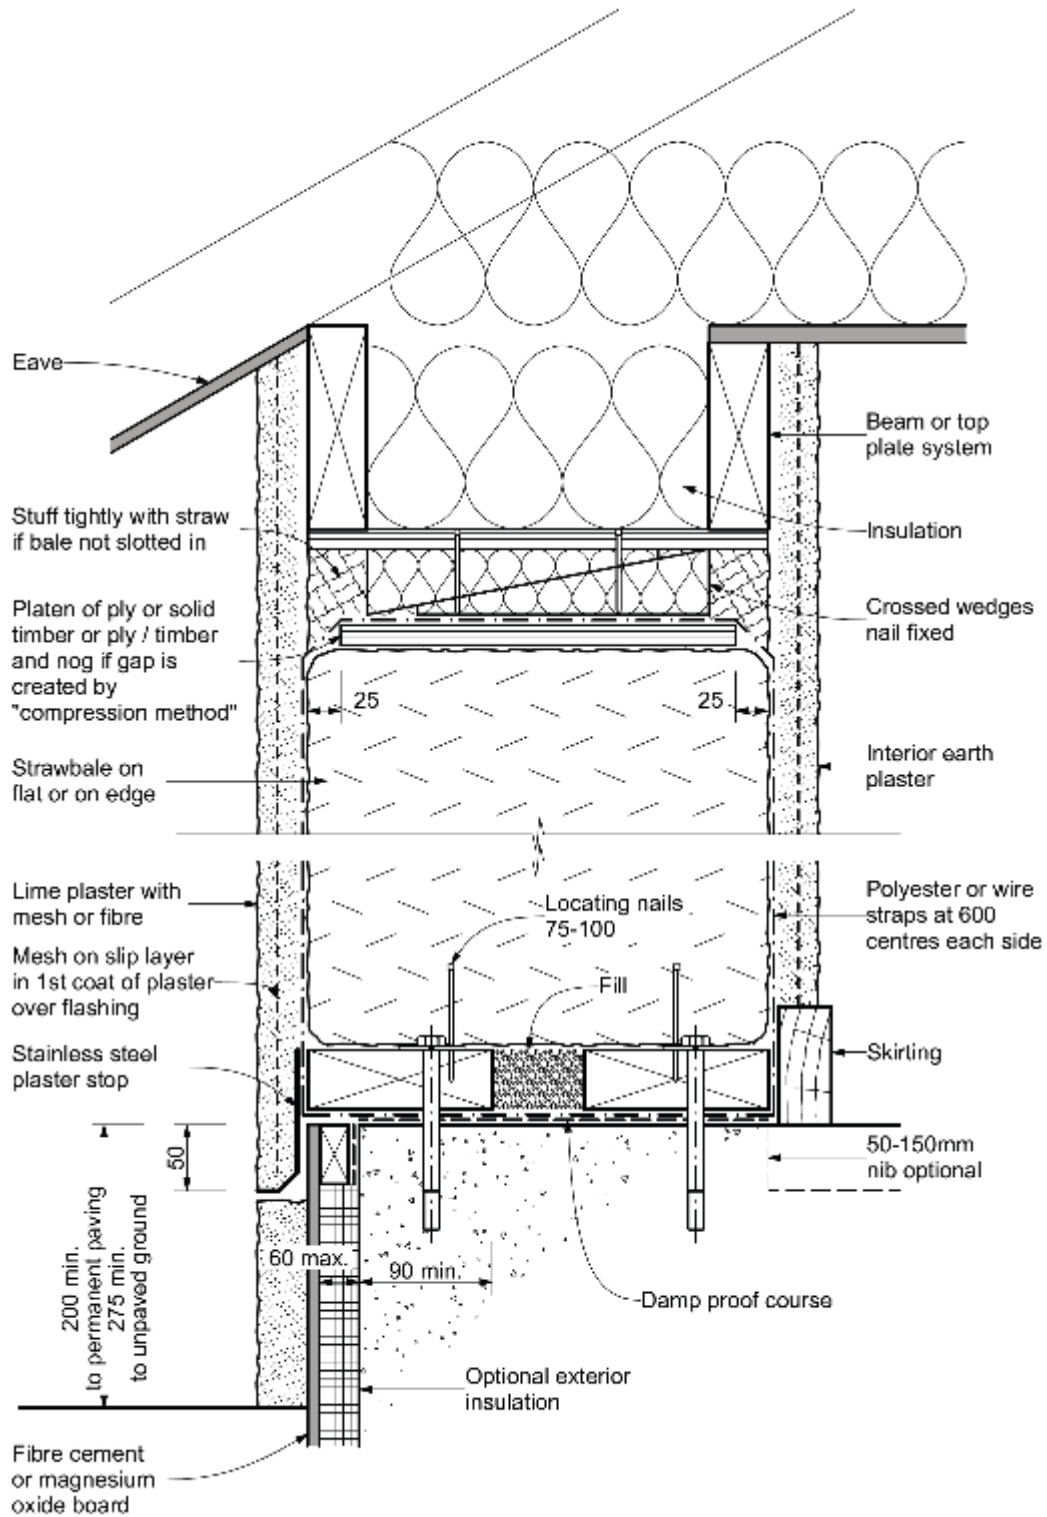 Eave
Beam or top
plate system
Stuff tightly with straw
if bale not slotted in
Insulation
Platen of ply or solid
timber or ply / timber
and nog if gap is
created by
"compression method"
Crossed wedges
nail fixed
25
25
Strawbale on
flat or on edge
Interior earth
plaster
Lime plaster with
mesh or fibre
Locating nails
75-100
Polyester or wire
straps at 600
centres each side
Mesh on slip layer
in 1st coat of plaster
over flashing
Fill
Stainless steel
plaster stop
Skirting
50
50-150mm
nib optional
200 min.
to permanent paving
275 min.
to unpaved ground
60 max.
90 min.
Damp proof course
Optional exterior
insulation
Fibre cement
or magnesium
oxide board